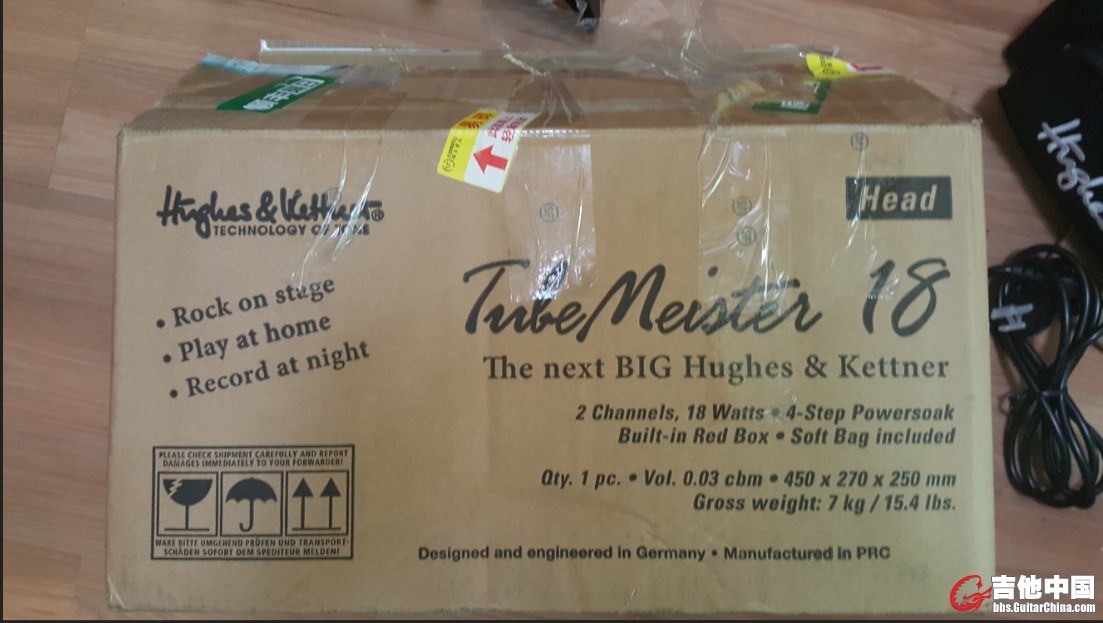 Hughes & Kettner®
TECHNOLOGY OF TONE
Head
• Rock on stage
• Play at home
• Record at night
TubeMeister 18
The next BIG Hughes & Kettner
2 Channels, 18 Watts • 4-Step Powersoak
Built-in Red Box • Soft Bag included
Qty. 1 pc. • Vol. 0.03 cbm • 450 x 270 x 250 mm
Gross weight: 7 kg / 15.4 lbs.
PLEASE CHECK SHIPMENT CAREFULLY AND REPORT
DAMAGES IMMEDIATELY TO YOUR FORWARDER!
WARE BITTE UMGEHEND PRÜFEN UND TRANSPORT-
SCHÄDEN SOFORT DEM SPEDITEUR MELDEN!
Designed and engineered in Germany • Manufactured in PRC
Hughes
H
吉他中国
bbs.GuitarChina.com